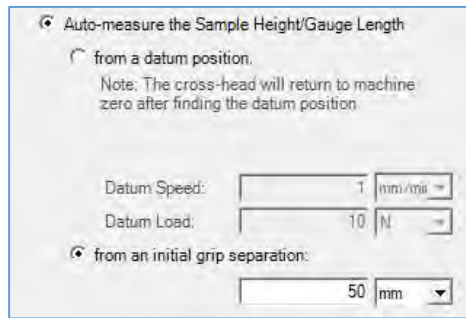 Auto-measure the Sample Height/Gauge Length
from a datum position.
Note: The cross-head will return to machine
zero after finding the datum position
Datum Speed: 1 mm/min
Datum Load: 10 N
from an initial grip separation:
50 mm